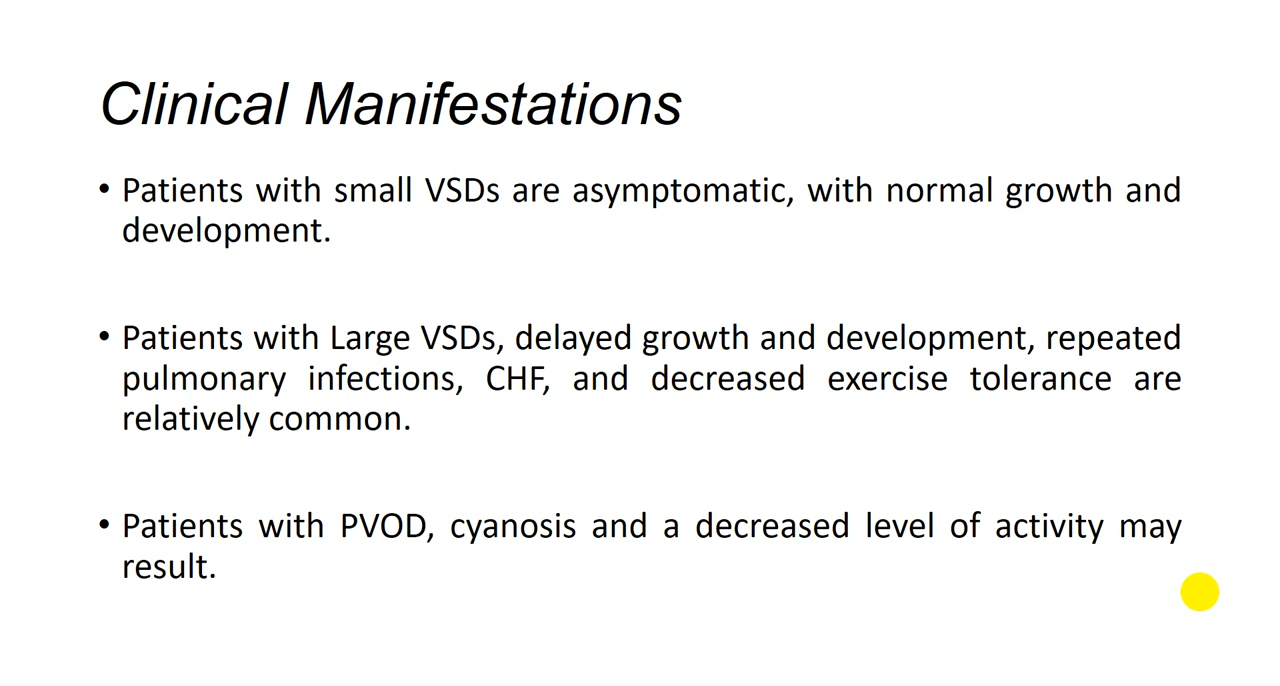 Clinical Manifestations
• Patients with small VSDs are asymptomatic, with normal growth and
development.
• Patients with Large VSDs, delayed growth and development, repeated
pulmonary infections, CHF, and decreased exercise tolerance are
relatively common.
• Patients with PVOD, cyanosis and a decreased level of activity may
result.